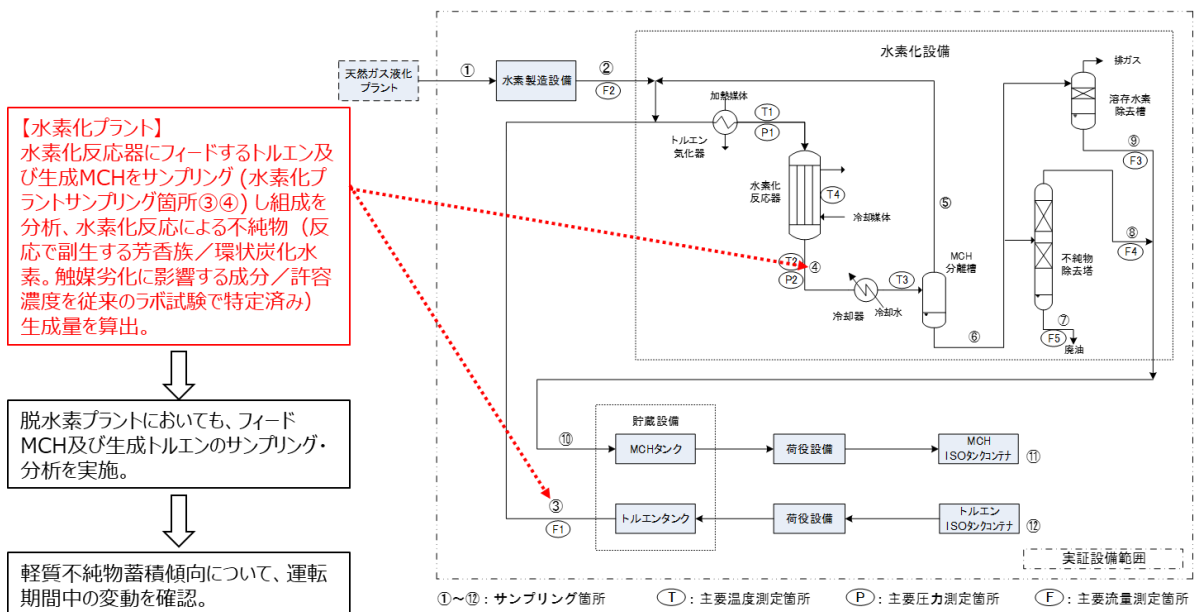 【水素化プラント】
水素化反応器にフィードするトルエン及
び生成MCHをサンプリング (水素化プ
ラントサンプリング箇所③④) し組成を
分析、水素化反応による不純物（反
応で副生する芳香族／環状炭化水
素。触媒劣化に影響する成分／許容
濃度を従来のラボ試験で特定済み）
生成量を算出。
脱水素プラントにおいても、フィード
MCH及び生成トルエンのサンプリング・
分析を実施。
軽質不純物蓄積傾向について、運転
期間中の変動を確認。
天然ガス液化
プラント
①
水素製造設備
②
F2
水素化設備
加熱媒体
トルエン
気化器
T1
P1
水素化
反応器
T4
冷却媒体
T2
P2
④
冷却器
冷却水
T3
MCH
分離槽
⑤
⑥
排ガス
溶存水素
除去槽
⑨
F3
不純物
除去塔
⑧
F4
⑦
F5
廃油
貯蔵設備
⑩
MCHタンク
荷役設備
MCH
ISOタンクコンテナ
⑪
③
F1
トルエンタンク
荷役設備
トルエン
ISOタンクコンテナ
⑫
実証設備範囲
①～⑫：サンプリング箇所
T：主要温度測定箇所
P：主要圧力測定箇所
F：主要流量測定箇所